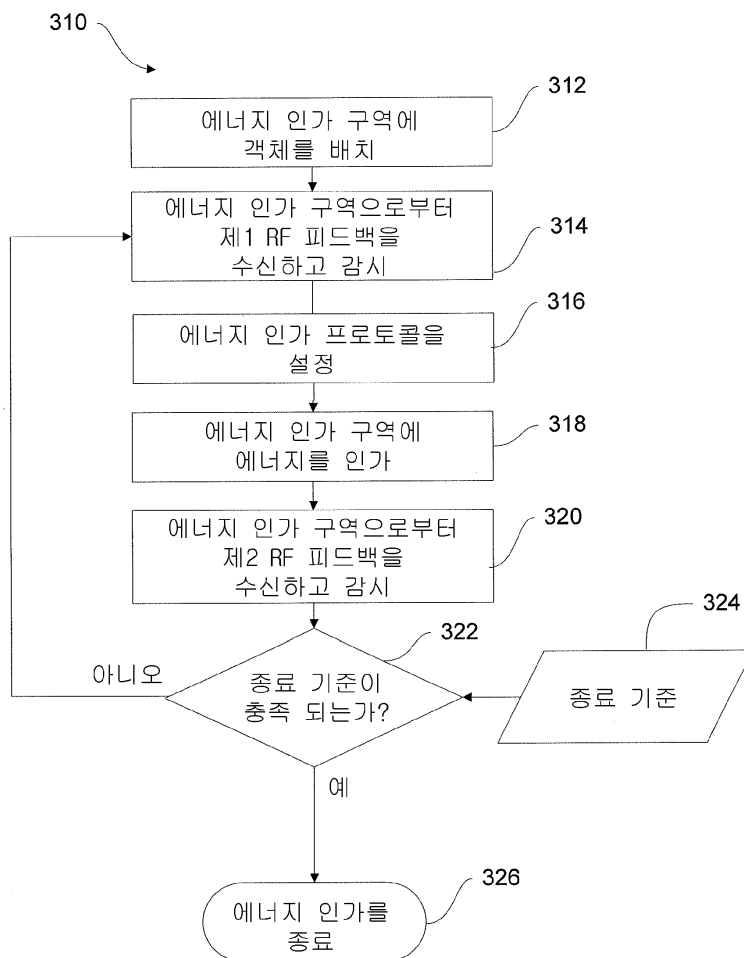 310
312
에너지 인가 구역에
객체를 배치
에너지 인가 구역으로부터
제1 RF 피드백을
수신하고 감시
314
316
에너지 인가 프로토콜을
설정
318
에너지 인가 구역에
에너지를 인가
320
에너지 인가 구역으로부터
제2 RF 피드백을
수신하고 감시
322
324
아니오
종료 기준이
충족 되는가?
종료 기준
예
326
에너지 인가를
종료